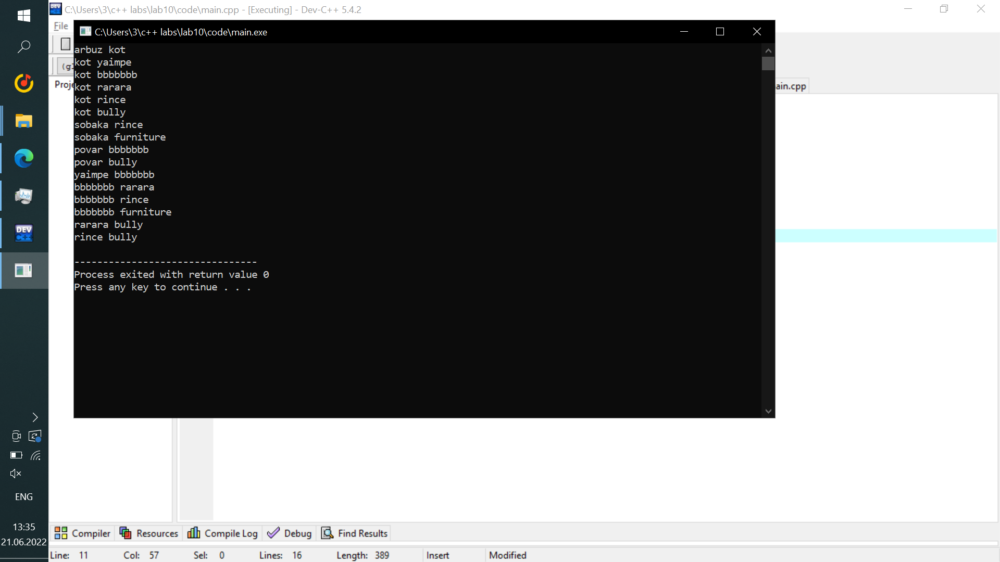 C:\Users\3\c++ labs\lab10\code\main.cpp - [Executing] - Dev-C++ 5.4.2
File
C:\Users\3\c++ labs\lab10\code\main.exe
(gl
Proje
ain.cpp
arbuz kot
kot yaimpe
kot bbbbbbb
kot rarara
kot rince
kot bully
sobaka rince
sobaka furniture
povar bbbbbbb
povar bully
yaimpe bbbbbbb
bbbbbbb rarara
bbbbbbb rince
bbbbbbb furniture
rarara bully
rince bully
--------------------------------
Process exited with return value 0
Press any key to continue . . .
DEV
C++
ENG
13:35
21.06.2022
Compiler Resources Compile Log Debug Find Results
Line: 11 Col: 57 Sel: 0 Lines: 16 Length: 389 Insert Modified